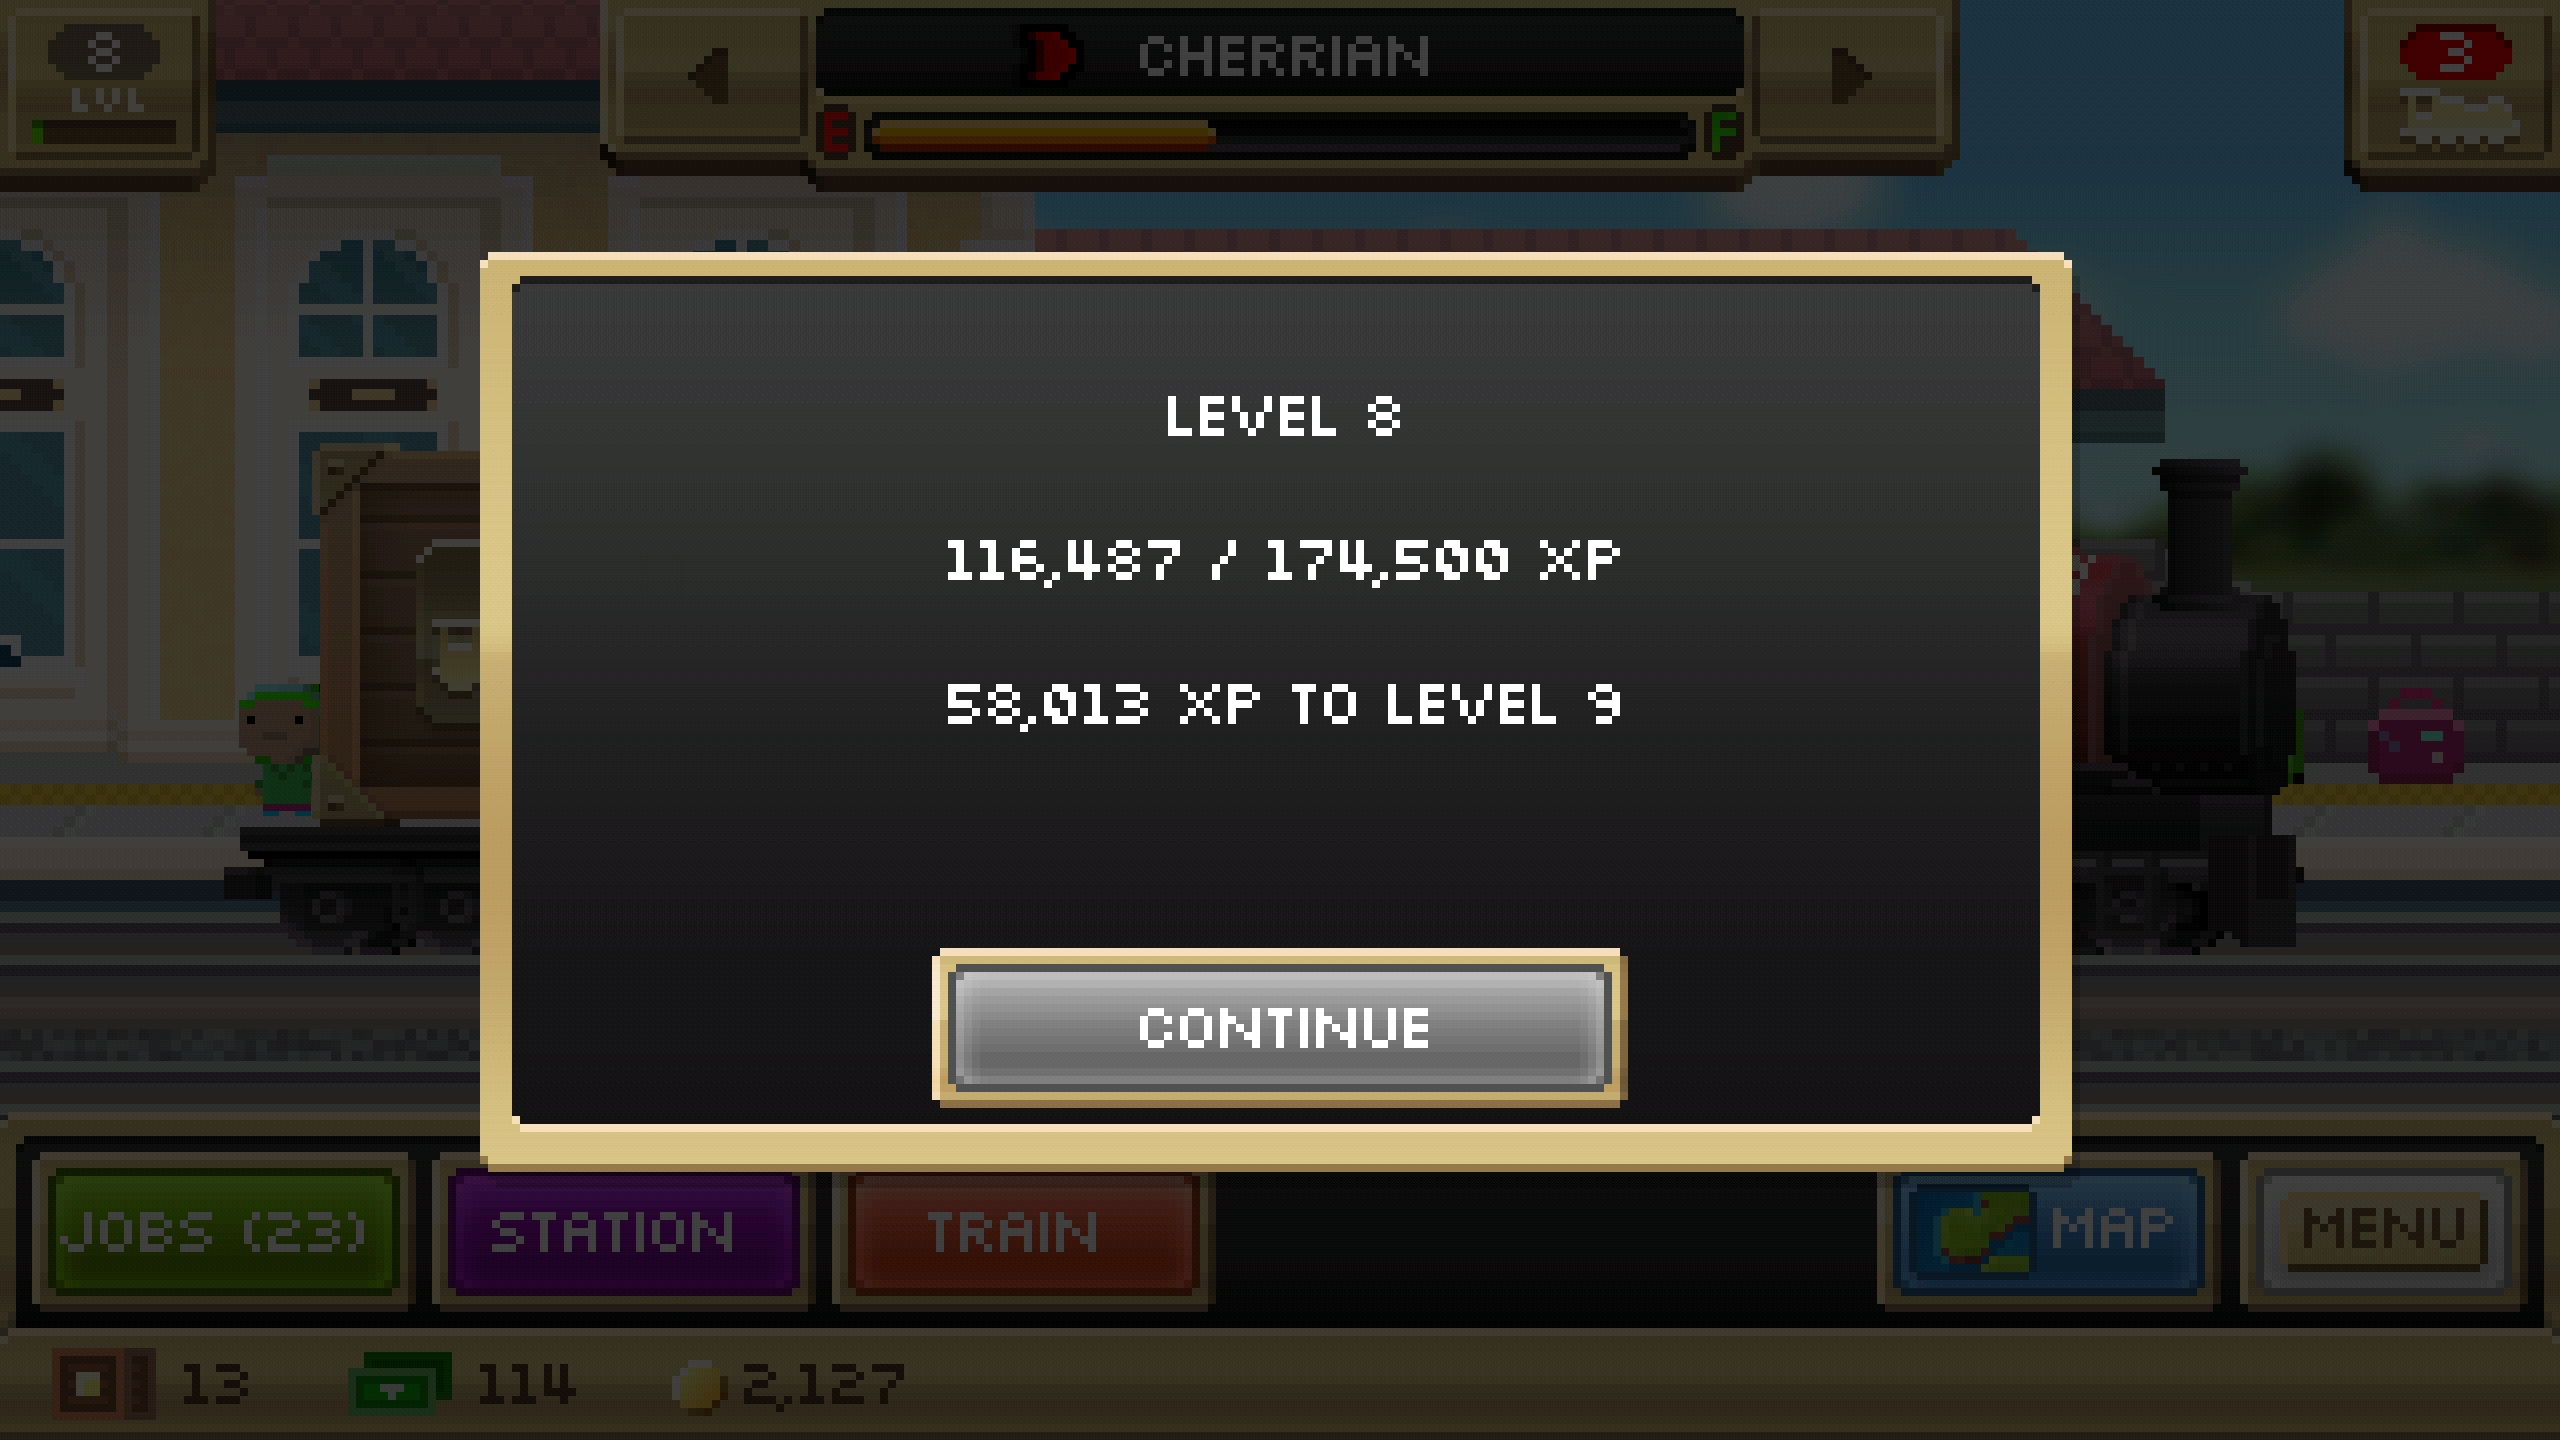 8
LVL
CHERRIAN
E
F
3
LEVEL 8
116,487 / 174,500 XP
58,013 XP TO LEVEL 9
CONTINUE
JOBS (23)
STATION
TRAIN
MAP
MENU
13
114
2,127